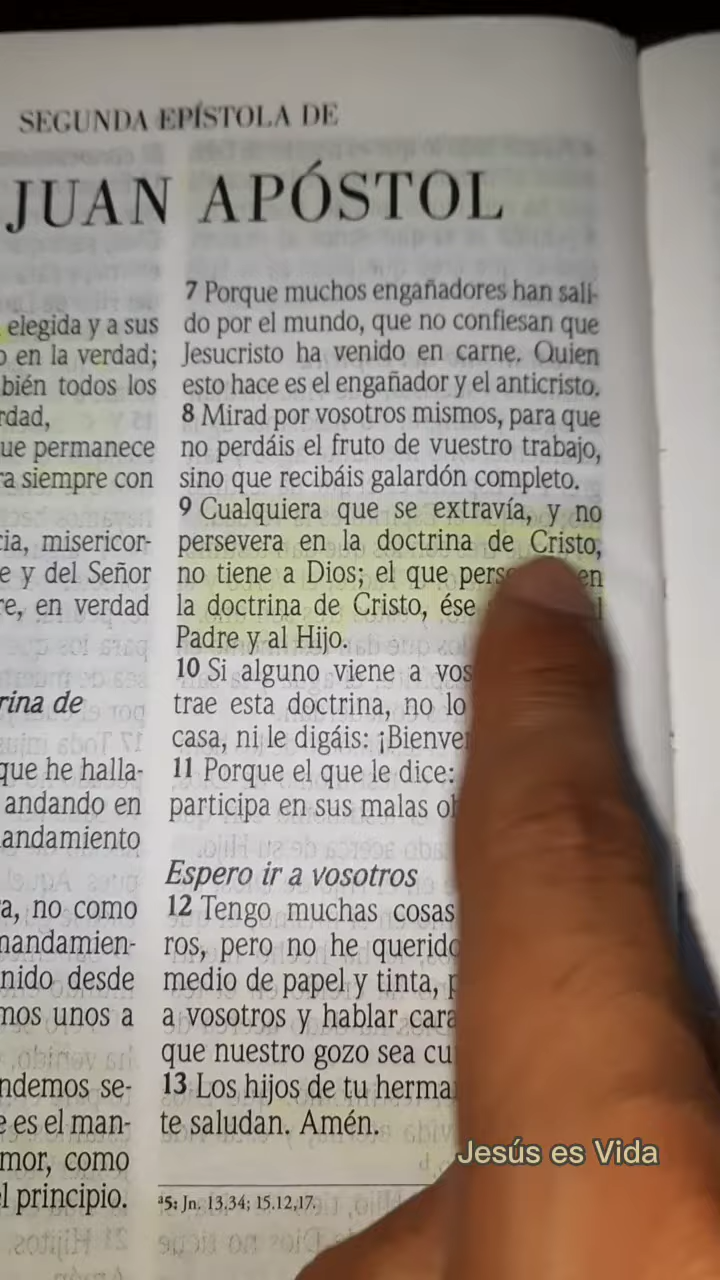 SEGUNDA EPÍSTOLA DE
JUAN APÓSTOL
elegida y a sus
o en la verdad;
bién todos los
rdad,
ue permanece
ra siempre con
cia, misericor-
e y del Señor
re, en verdad
rina de
que he halla-
andando en
andamiento
a, no como
mandamien-
nido desde
mos unos a
ndemos se-
e es el man-
mor, como
l principio.
7 Porque muchos engañadores han sali-
do por el mundo, que no confiesan que
Jesucristo ha venido en carne. Quien
esto hace es el engañador y el anticristo.
8 Mirad por vosotros mismos, para que
no perdáis el fruto de vuestro trabajo,
sino que recibáis galardón completo.
9 Cualquiera que se extravía, y no
persevera en la doctrina de Cristo,
no tiene a Dios; el que pers en
la doctrina de Cristo, ése l
Padre y al Hijo.
10 Si alguno viene a vos
trae esta doctrina, no lo
casa, ni le digáis: ¡Bienve
11 Porque el que le dice:
participa en sus malas o
Espero ir a vosotros
12 Tengo muchas cosas
ros, pero no he querido
medio de papel y tinta, p
a vosotros y hablar cara
que nuestro gozo sea cu
13 Los hijos de tu herma
te saludan. Amén.
Jesús es Vida
ª5: Jn. 13.34; 15.12,17.